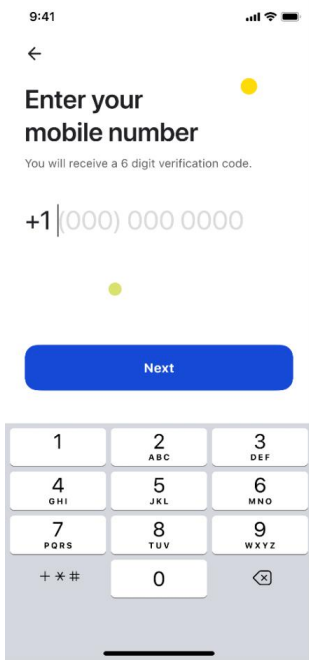 9:41
Enter your
mobile number
You will receive a 6 digit verification code.
+1 (000) 000 0000
Next
1 2 3
ABC DEF
4 5 6
GHI JKL MNO
7 8 9
PQRS TUV WXYZ
+*# 0